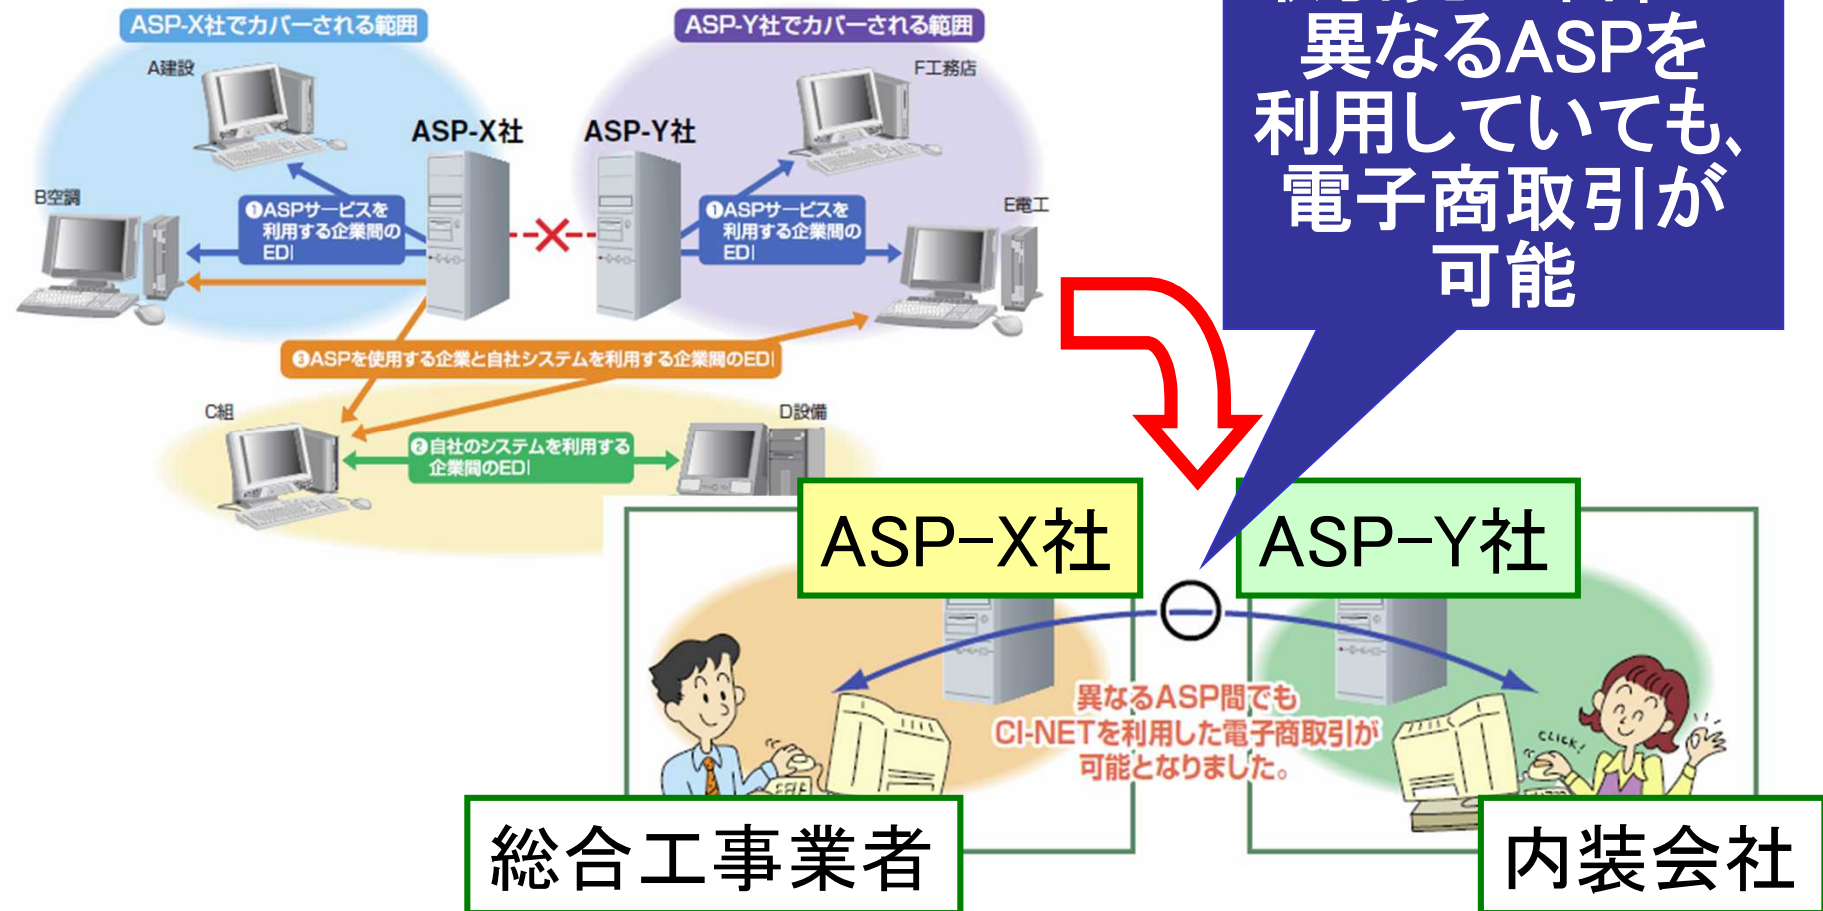 ASP-X社でカバーされる範囲
ASP-Y社でカバーされる範囲
A建設
F工務店
ASP-X社
ASP-Y社
B空調
E電工
❶ASPサービスを
利用する企業間の
EDI
❶ASPサービスを
利用する企業間の
EDI
❸ASPを使用する企業と自社システムを利用する企業間のEDI
C組
D設備
❷自社のシステムを利用する
企業間のEDI
異なるASPを
利用していても、
電子商取引が
可能
ASP-X社
ASP-Y社
異なるASP間でも
CI-NETを利用した電子商取引が
可能となりました。
CLICK!
総合工事業者
内装会社